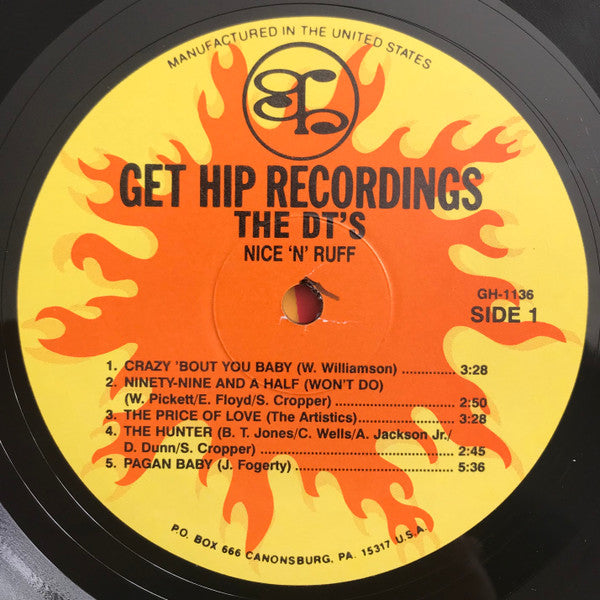 MANUFACTURED IN THE UNITED STATES
GET HIP RECORDINGS
THE DT'S
NICE 'N' RUFF
GH-1136
SIDE 1
1. CRAZY 'BOUT YOU BABY (W. Williamson) .............. 3:28
2. NINETY-NINE AND A HALF (WON'T DO)
(W. Pickett/E. Floyd/S. Cropper) .............. 2:50
3. THE PRICE OF LOVE (The Artistics) .............. 3:28
4. THE HUNTER (B. T. Jones/C. Wells/A. Jackson Jr./
D. Dunn/S. Cropper) .............. 2:45
5. PAGAN BABY (J. Fogerty) .............. 5:36
P.O. BOX 666 CANONSBURG, PA. 15317 U.S.A.